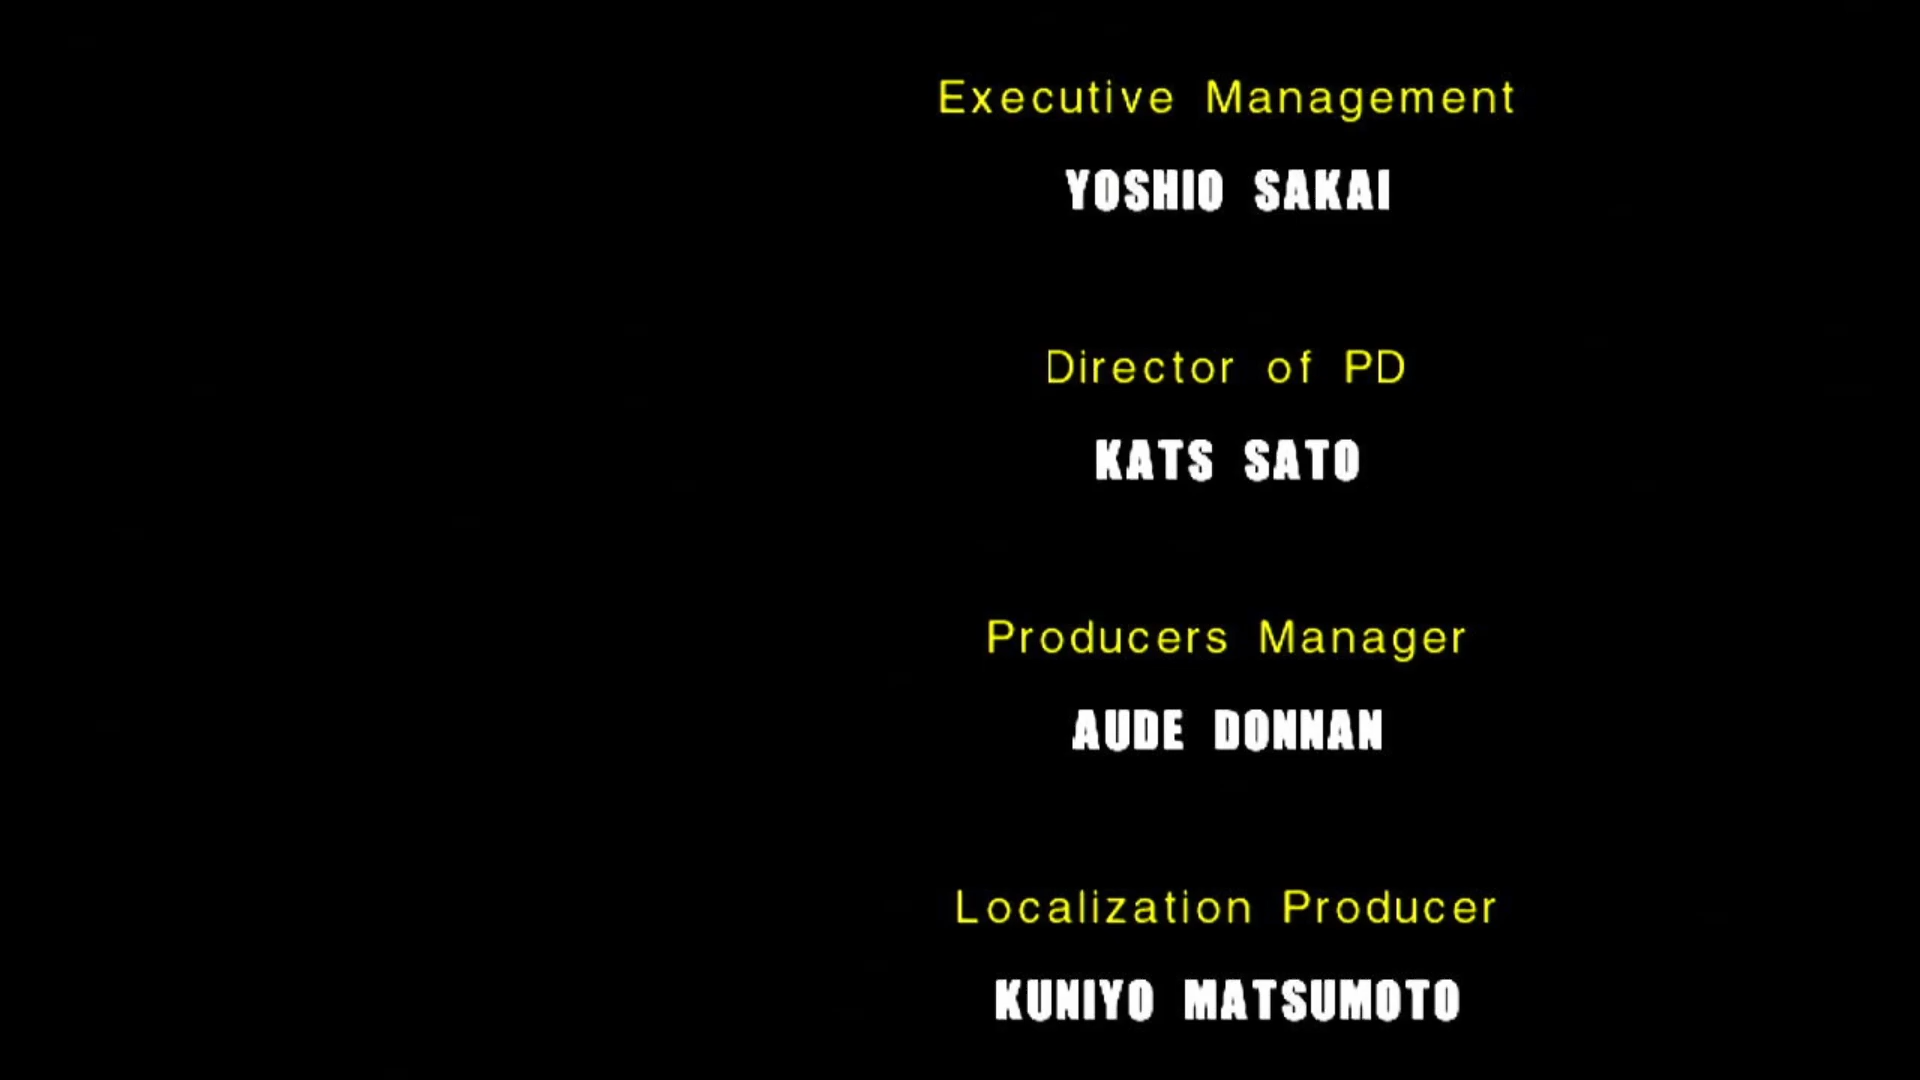 Executive Management
YOSHIO SAKAI
Director of PD
KATS SATO
Producers Manager
AUDE DONNAN
Localization Producer
KUNIYO MATSUMOTO